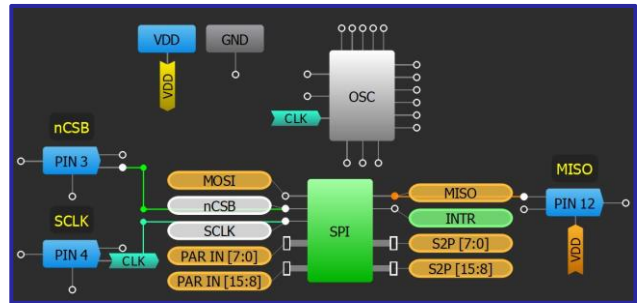 VDD
GND
VDD
OSC
CLK
nCSB
PIN 3
SCLK
PIN 4
CLK
MOSI
nCSB
SCLK
PAR IN [7:0]
PAR IN [15:8]
SPI
MISO
INTR
S2P [7:0]
S2P [15:8]
MISO
PIN 12
VDD